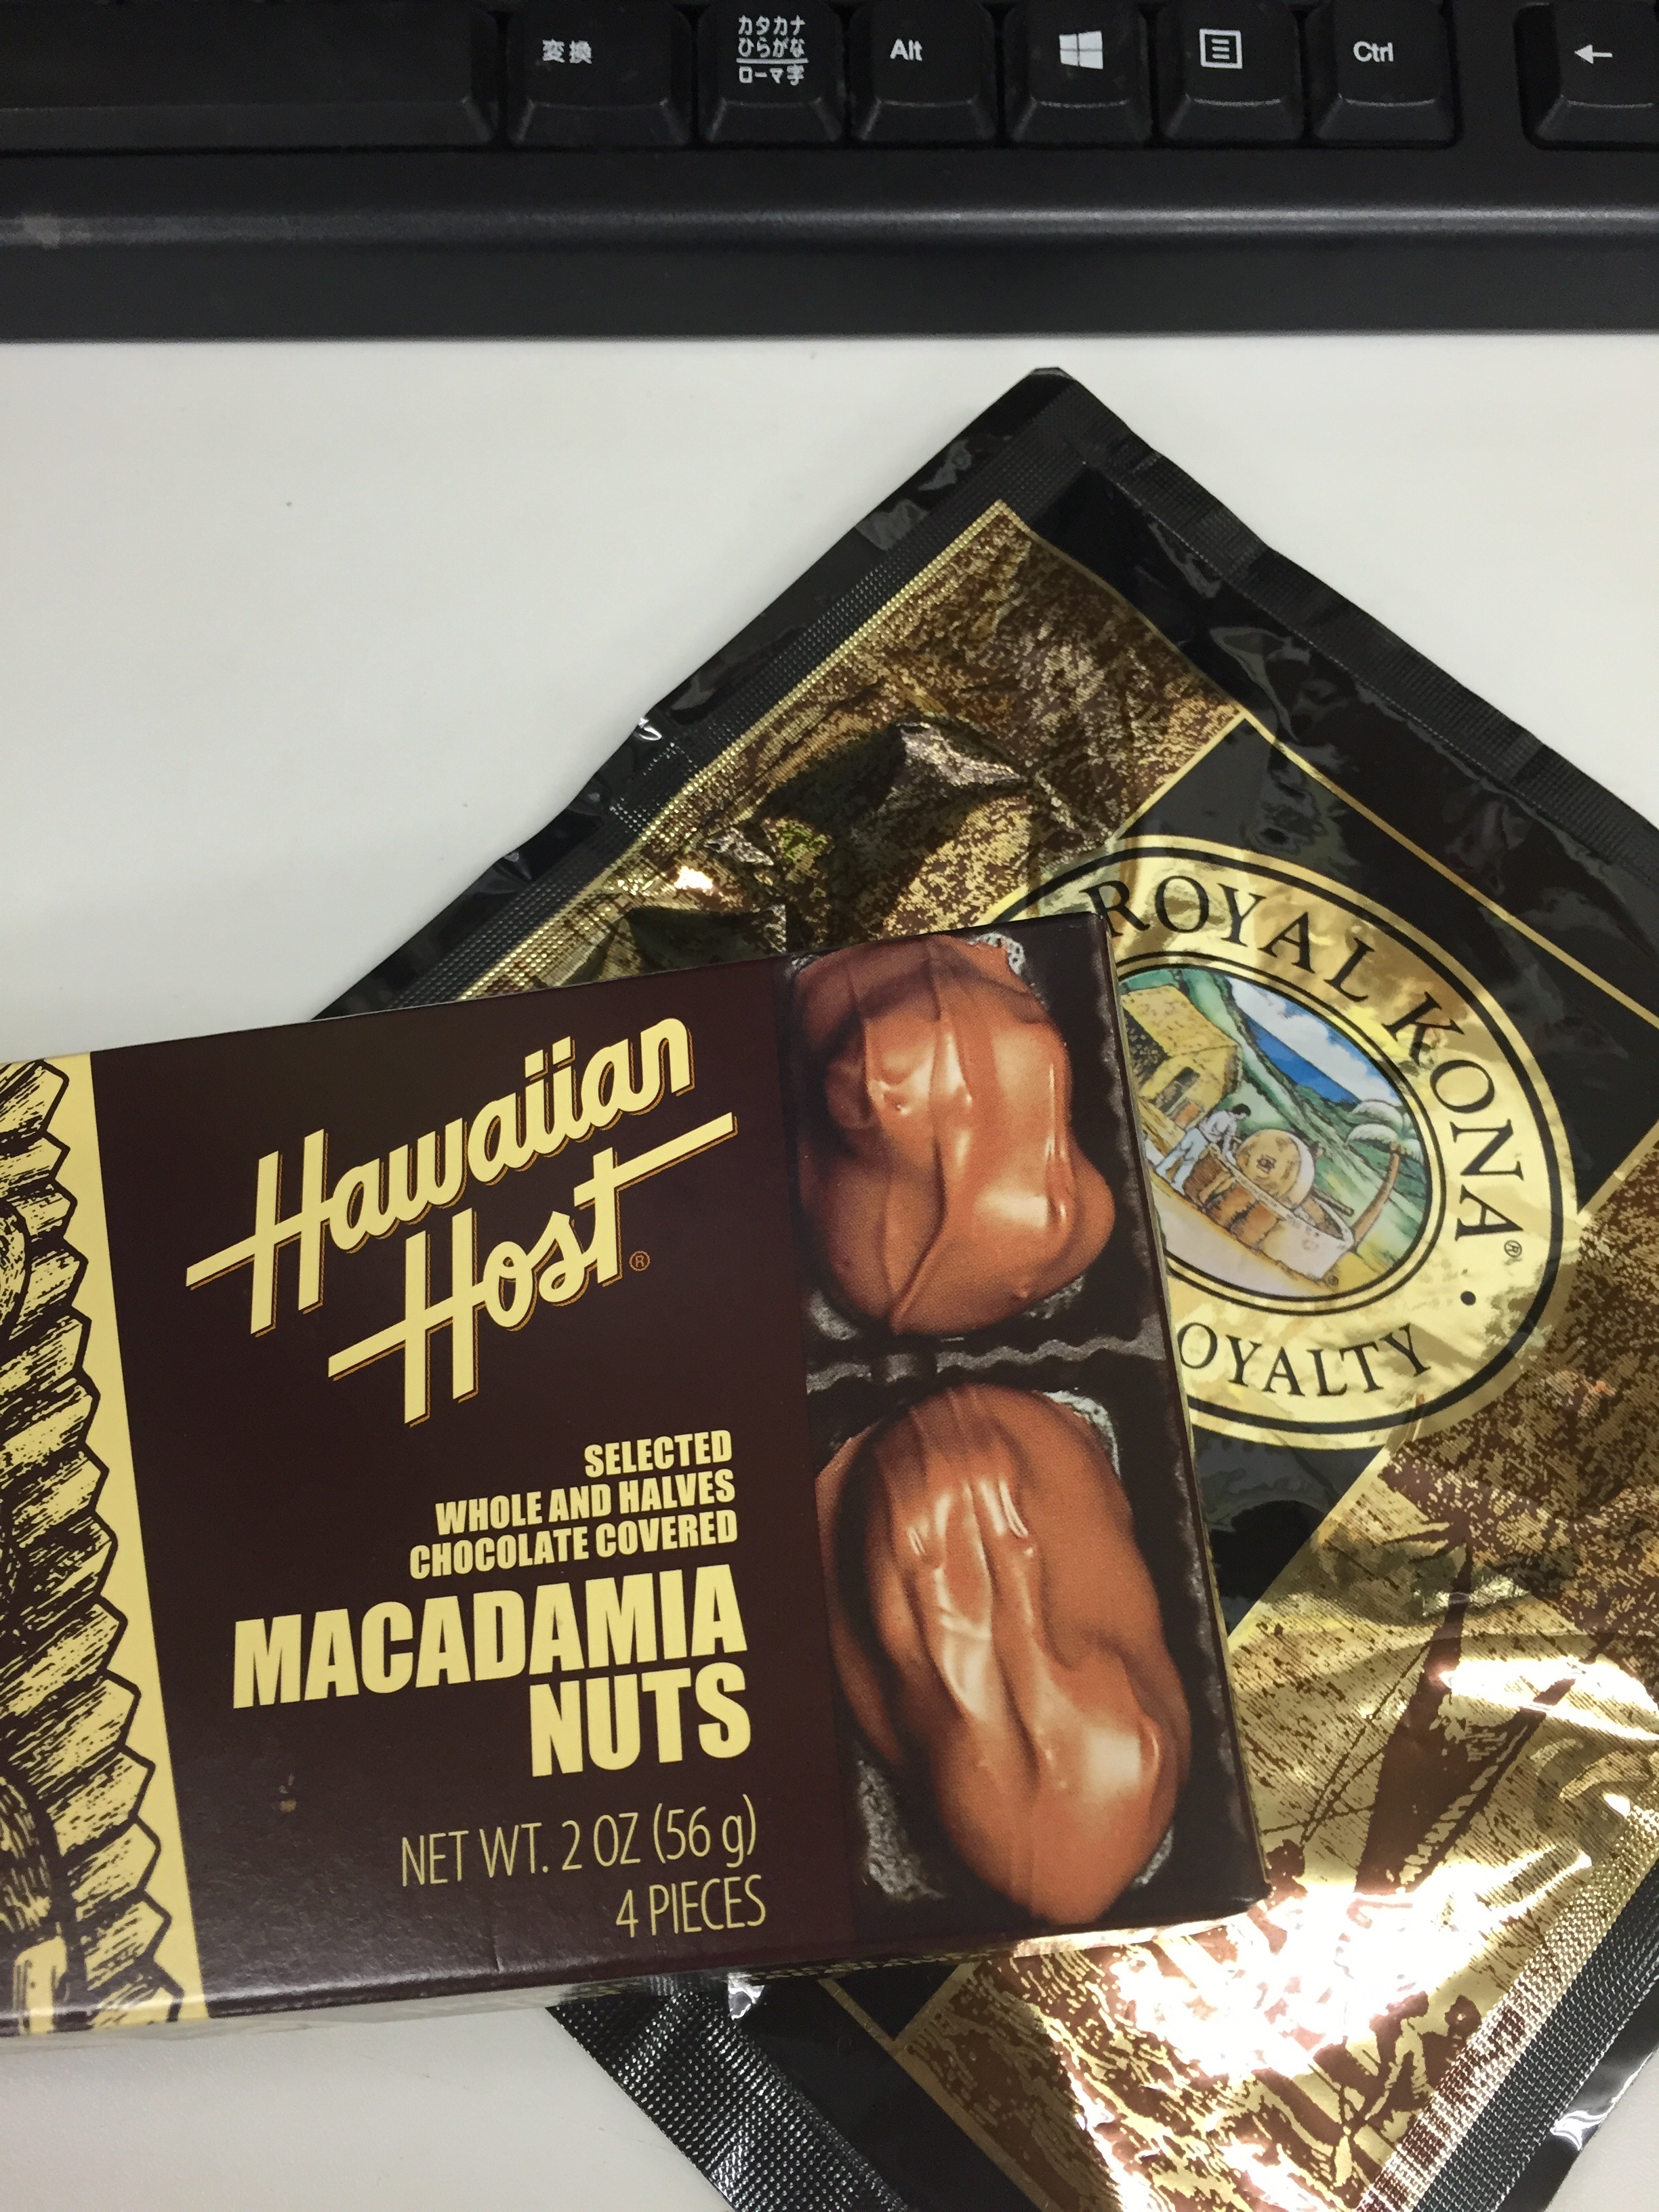 変換
カタカナ
ひらがな
ローマ字
Alt
Ctrl
←
ROYAL KONA®
OYALTY
Hawaiian
Host®
SELECTED
WHOLE AND HALVES
CHOCOLATE COVERED
MACADAMIA
NUTS
NET WT. 2 OZ (56 g)
4 PIECES